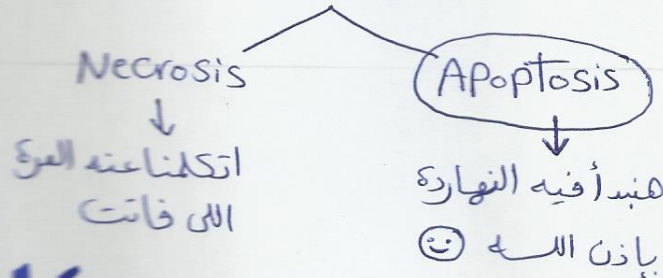 Necrosis
Apoptosis
اتكلمنا عنه المرة
اللى فاتت
هنبدأ فيه النهاردة
بإذن الله